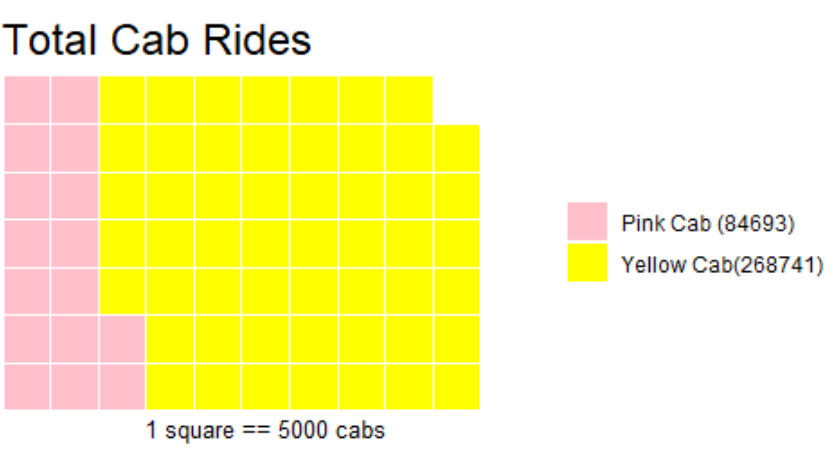 Total Cab Rides
Pink Cab (84693)
Yellow Cab(268741)
1 square == 5000 cabs